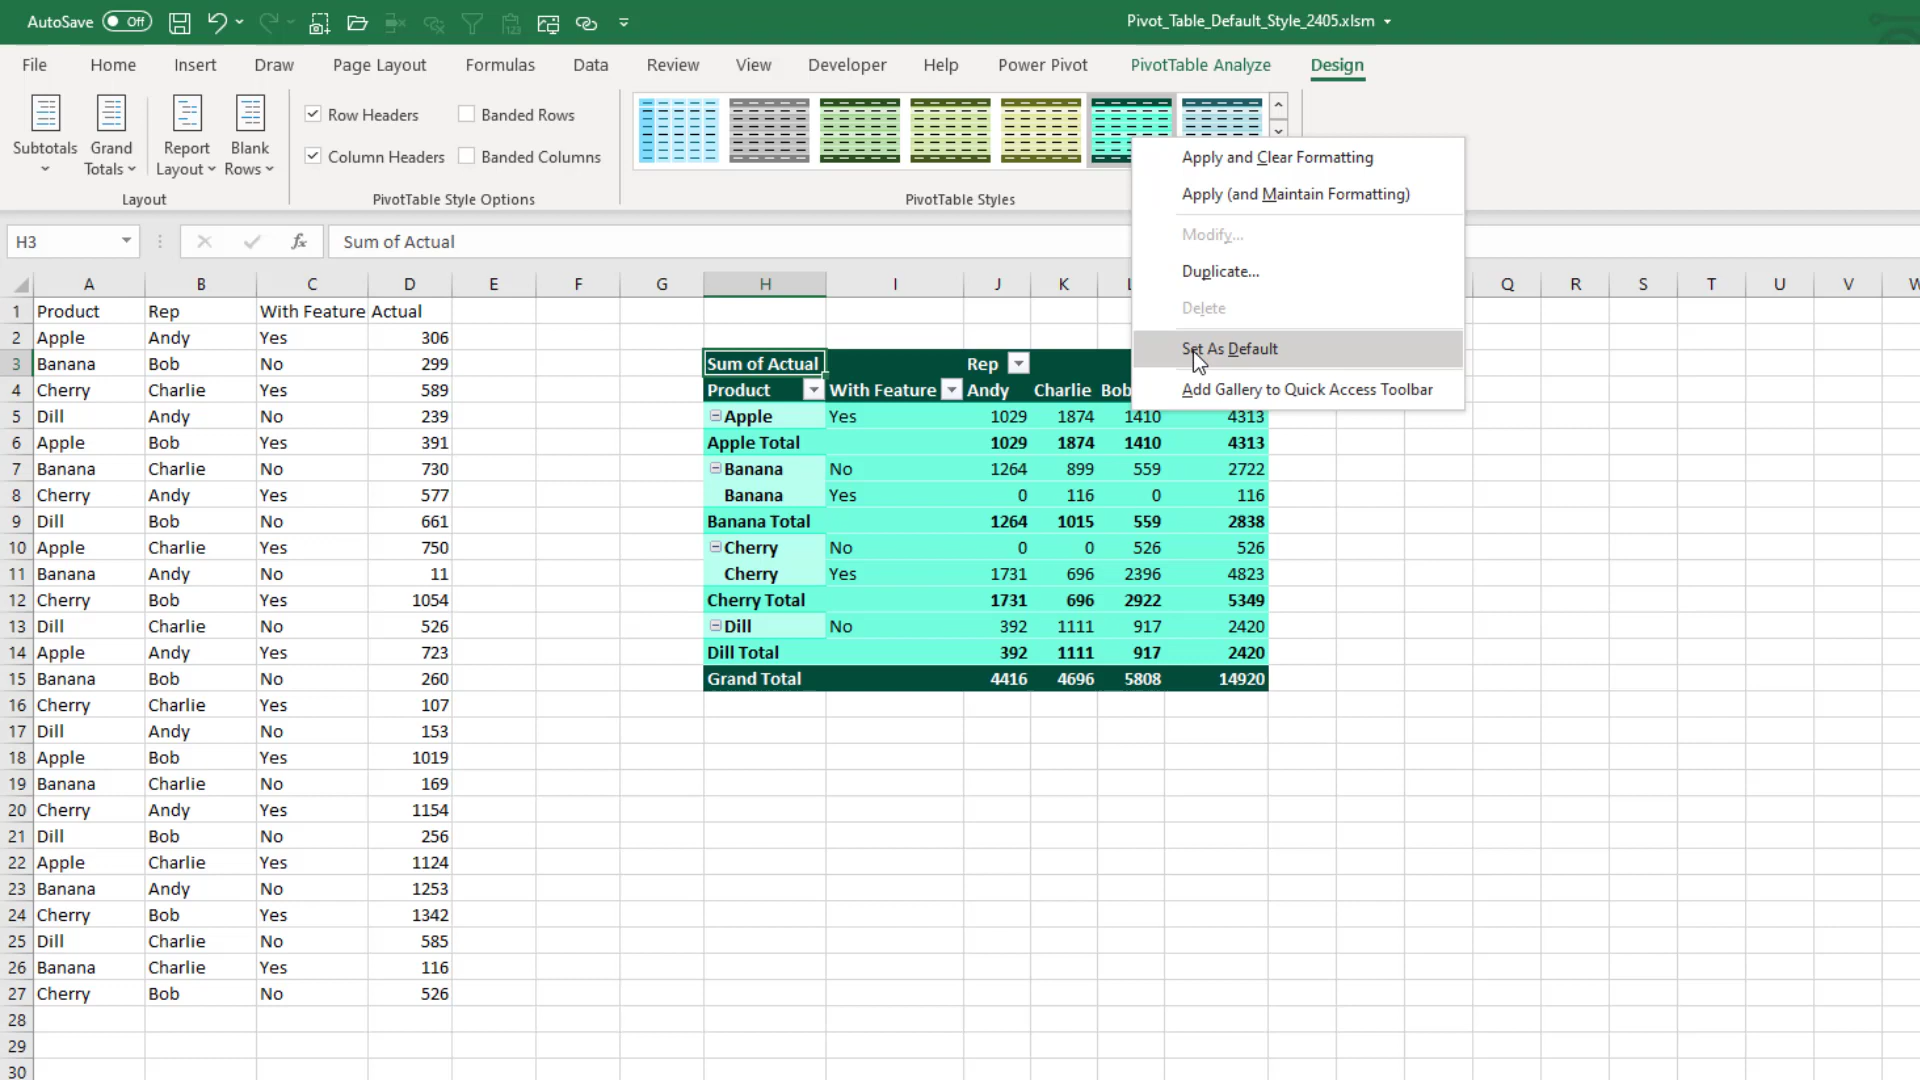 AutoSave Off Pivot_Table_Default_Style_2405.xlsm
File Home Insert Draw Page Layout Formulas Data Review View Developer Help Power Pivot PivotTable Analyze Design
Subtotals Grand Totals Report Layout Blank Rows
Row Headers Banded Rows
Column Headers Banded Columns
Layout PivotTable Style Options PivotTable Styles
Apply and Clear Formatting
Apply (and Maintain Formatting)
Modify...
Duplicate...
Delete
Set As Default
Add Gallery to Quick Access Toolbar
H3 fx Sum of Actual
A B C D E F G H I J K L Q R S T U V W
1 Product Rep With Feature Actual
2 Apple Andy Yes 306
3 Banana Bob No 299 Sum of Actual Rep
4 Cherry Charlie Yes 589 Product With Feature Andy Charlie Bob
5 Dill Andy No 239 Apple Yes 1029 1874 1410 4313
6 Apple Bob Yes 391 Apple Total 1029 1874 1410 4313
7 Banana Charlie No 730 Banana No 1264 899 559 2722
8 Cherry Andy Yes 577 Banana Yes 0 116 0 116
9 Dill Bob No 661 Banana Total 1264 1015 559 2838
10 Apple Charlie Yes 750 Cherry No 0 0 526 526
11 Banana Andy No 11 Cherry Yes 1731 696 2396 4823
12 Cherry Bob Yes 1054 Cherry Total 1731 696 2922 5349
13 Dill Charlie No 526 Dill No 392 1111 917 2420
14 Apple Andy Yes 723 Dill Total 392 1111 917 2420
15 Banana Bob No 260 Grand Total 4416 4696 5808 14920
16 Cherry Charlie Yes 107
17 Dill Andy No 153
18 Apple Bob Yes 1019
19 Banana Charlie No 169
20 Cherry Andy Yes 1154
21 Dill Bob No 256
22 Apple Charlie Yes 1124
23 Banana Andy No 1253
24 Cherry Bob Yes 1342
25 Dill Charlie No 585
26 Banana Charlie Yes 116
27 Cherry Bob No 526
28
29
30